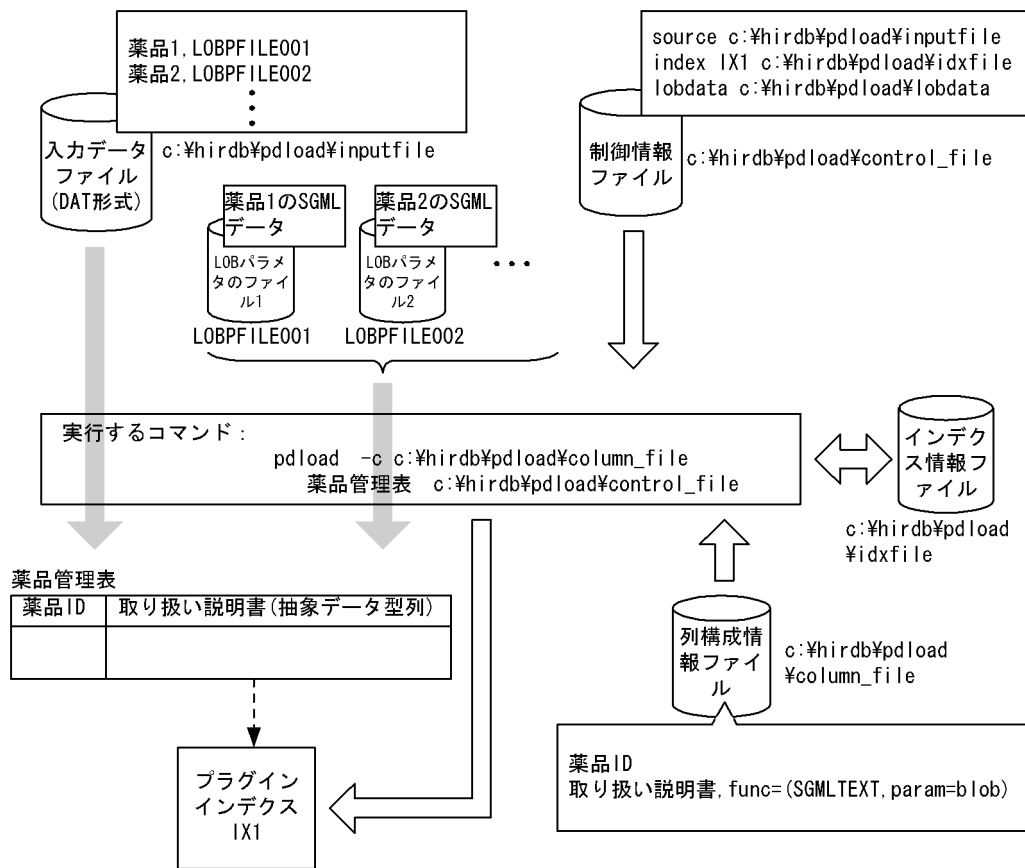 薬品1,LOBPFILE001
薬品2,LOBPFILE002
入力データ
ファイル
(DAT形式)
c:¥hirdb¥pdload¥inputfile
source c:¥hirdb¥pdload¥inputfile
index IX1 c:¥hirdb¥pdload¥idxfile
lobdata c:¥hirdb¥pdload¥lobdata
制御情報
ファイル
c:¥hirdb¥pdload¥control_file
薬品1のSGML
データ
LOBパラメ
タのファイ
ル1
LOBPFILE001
薬品2のSGML
データ
LOBパラメ
タのファイ
ル2
LOBPFILE002
・・・
実行するコマンド：
pdload -c c:¥hirdb¥pdload¥column_file
薬品管理表 c:¥hirdb¥pdload¥control_file
インデク
ス情報フ
ァイル
c:¥hirdb¥pdload
¥idxfile
薬品管理表
薬品ID 取り扱い説明書(抽象データ型列)
列構成情
報ファイ
ル
c:¥hirdb¥pdload
¥column_file
薬品ID
取り扱い説明書,func=(SGMLTEXT,param=blob)
プラグイン
インデクス
IX1